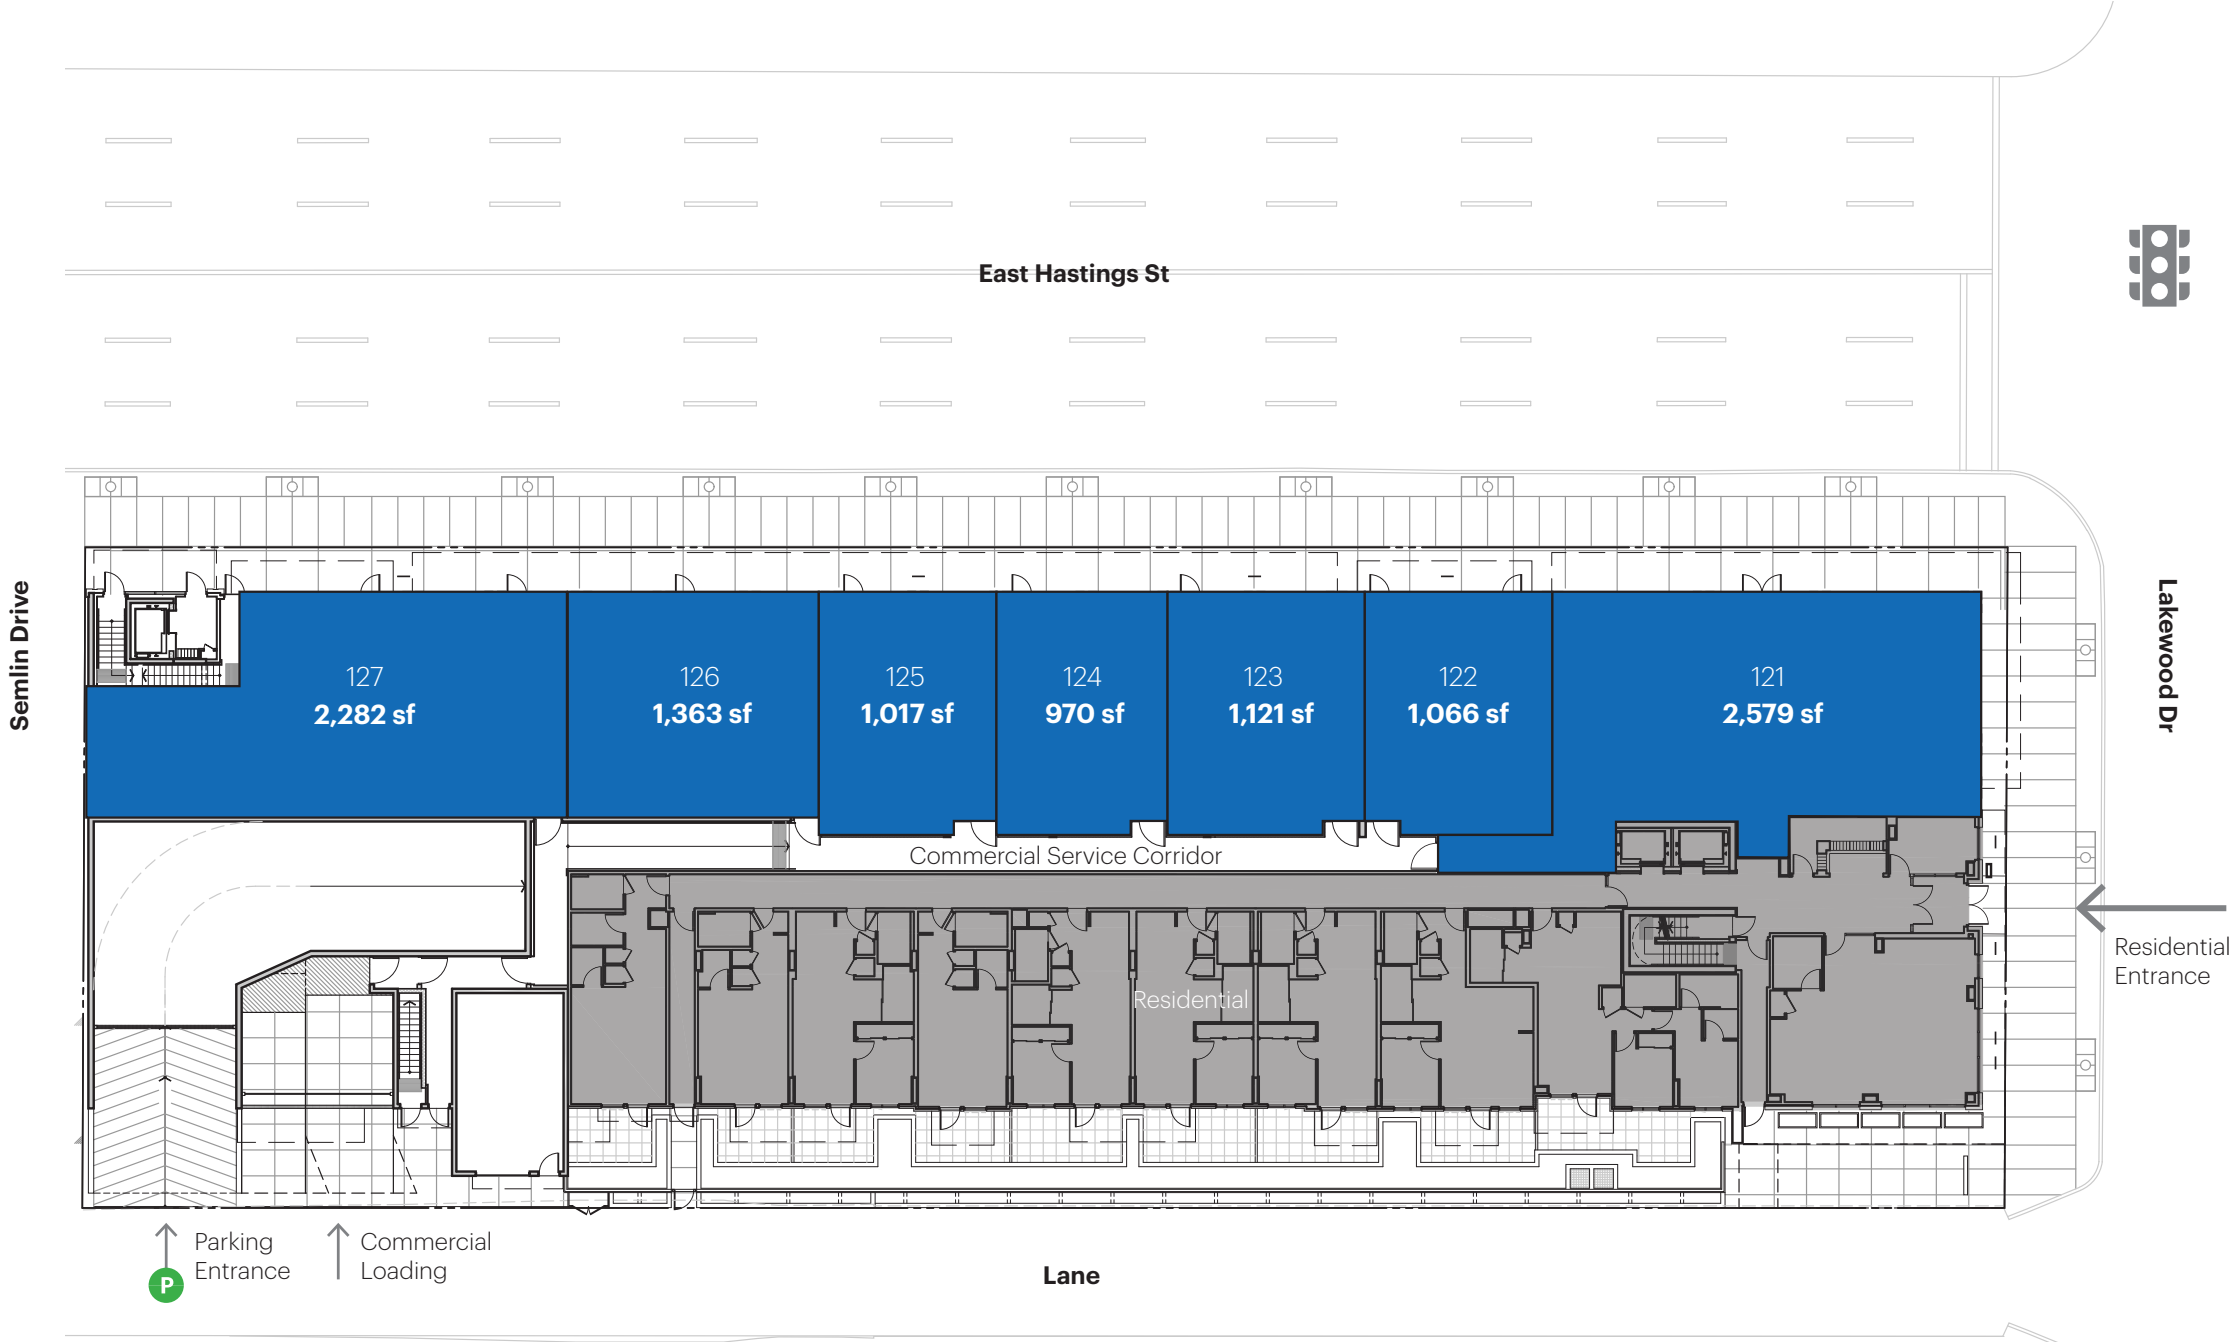 East Hastings St
Semlin Drive
Lakewood Dr
127
2,282 sf
126
1,363 sf
125
1,017 sf
124
970 sf
123
1,121 sf
122
1,066 sf
121
2,579 sf
Commercial Service Corridor
Residential
Residential
Entrance
Parking
Entrance
P
Commercial
Loading
Lane